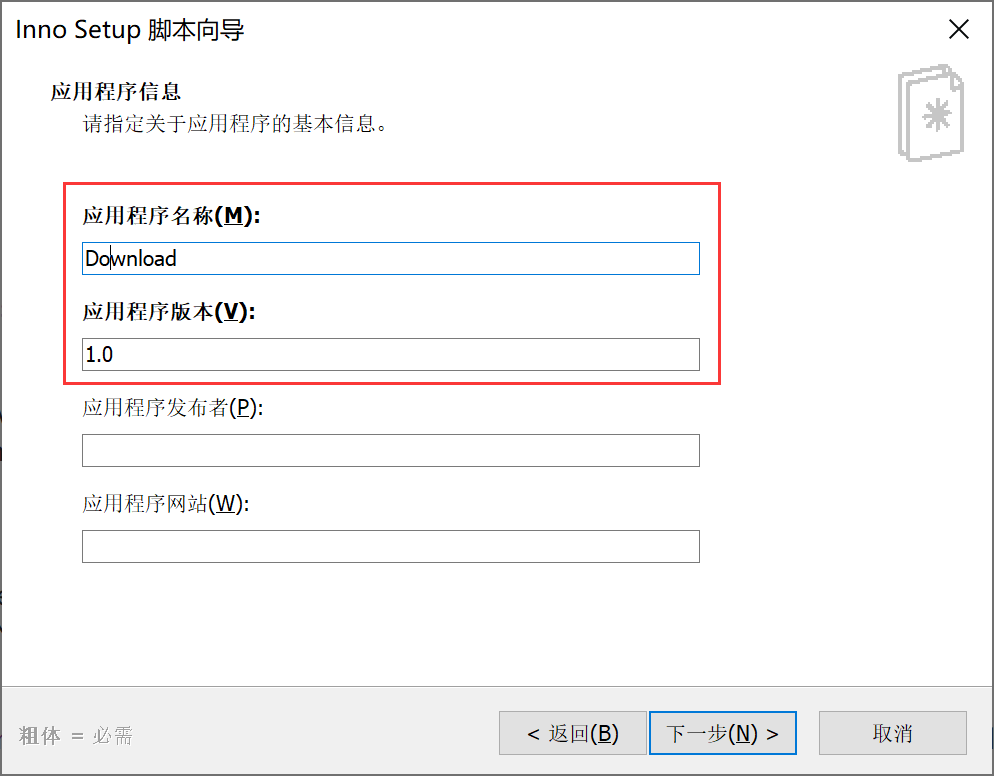 Inno Setup 脚本向导
应用程序信息
请指定关于应用程序的基本信息。
应用程序名称(M):
Download
应用程序版本(V):
1.0
应用程序发布者(P):
应用程序网站(W):
粗体 = 必需
< 返回(B)
下一步(N) >
取消